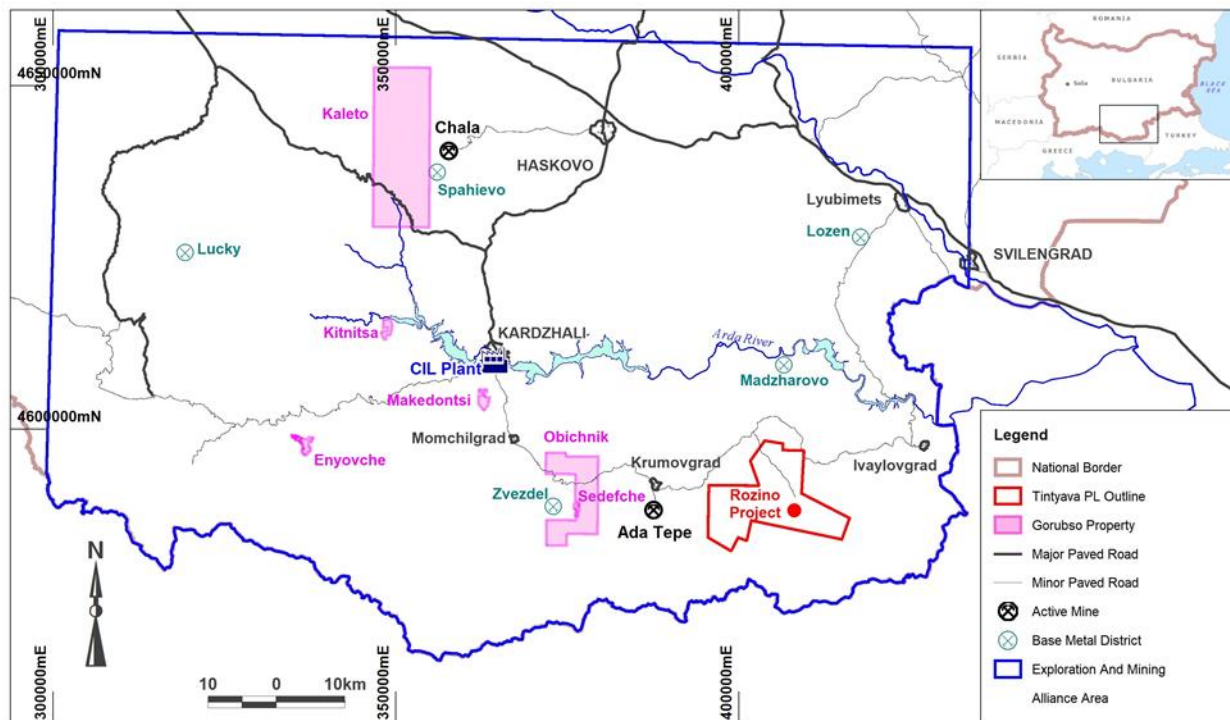 300000mE
350000mE
400000mE
4650000mN
ROMANIA
SERBIA
Sofia
BULGARIA
BLACK
SEA
MACEDONIA
TURKEY
GREECE
Kaleto
Chala
HASKOVO
Spahievo
Lyubimets
Lozen
Lucky
SVILENGRAD
Kitnitsa
KARDZHALI
Arda River
CIL Plant
Madzharovo
Makedontsi
4600000mN
Momchilgrad
Obichnik
Enyovche
Krumovgrad
Ivaylovgrad
Zvezdel
Sedefche
Rozino
Project
Ada Tepe
N
10 0 10km
300000mE
350000mE
400000mE
Legend
National Border
Tintyava PL Outline
Gorubso Property
Major Paved Road
Minor Paved Road
Active Mine
Base Metal District
Exploration And Mining
Alliance Area